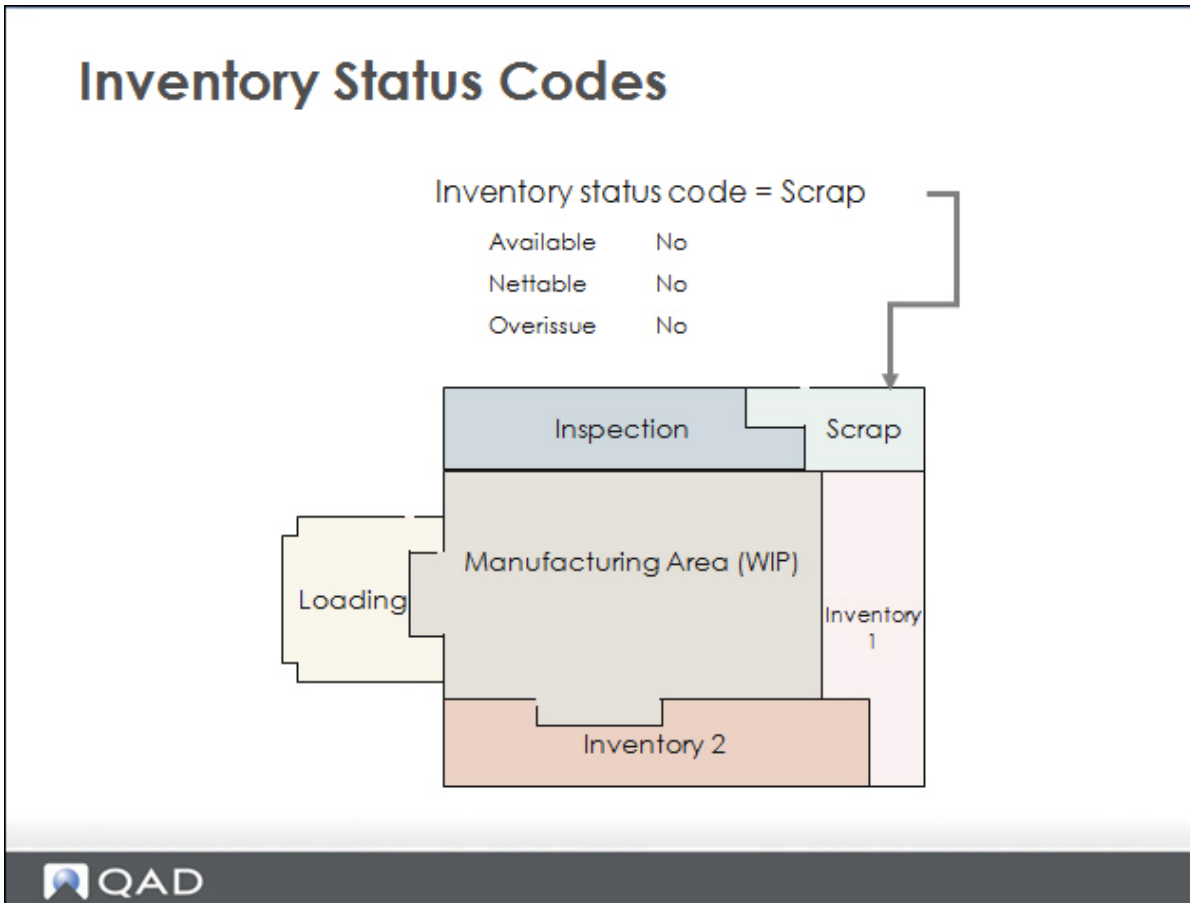 Inventory Status Codes
Inventory status code = Scrap
Available No
Nettable No
Overissue No
Inspection
Scrap
Manufacturing Area (WIP)
Loading
Inventory
1
Inventory 2
QAD